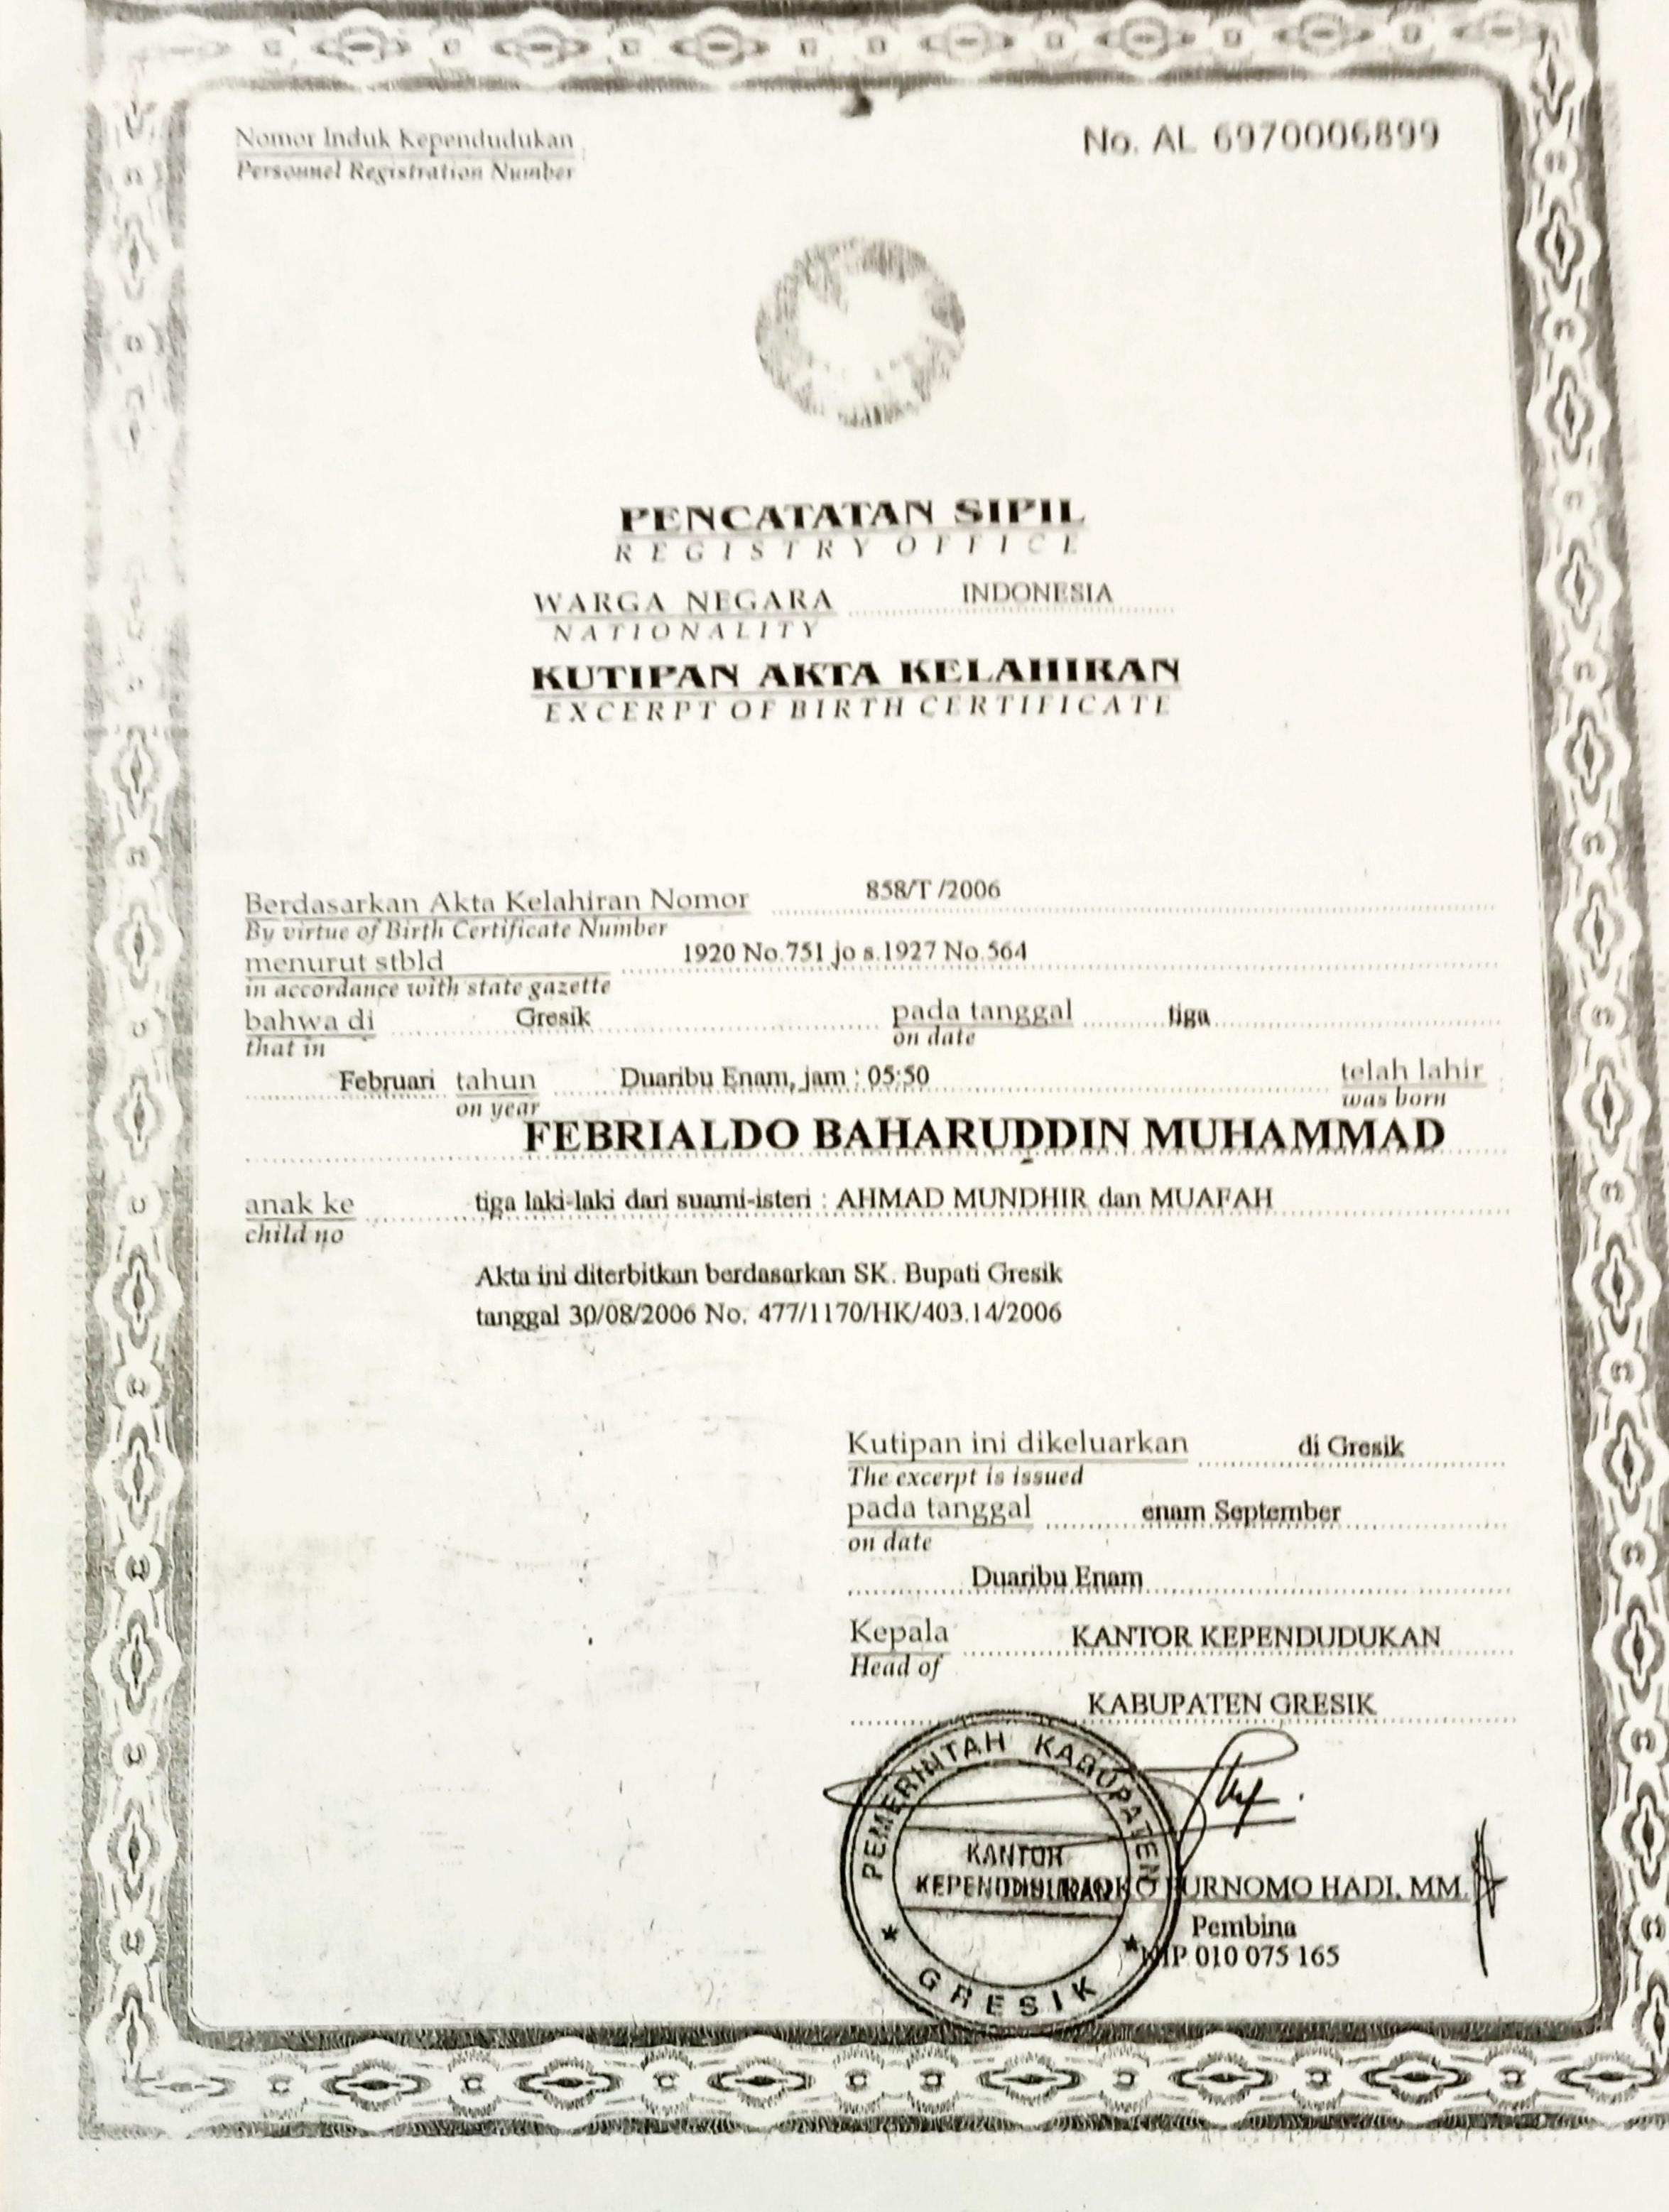 Nomor Induk Kependudukan :
Personnel Registration Number
No. AL 6970006899
PENCATATAN SIPIL
REGISTRY OFFICE
WARGA NEGARA INDONESIA
NATIONALITY
KUTIPAN AKTA KELAHIRAN
EXCERPT OF BIRTH CERTIFICATE
Berdasarkan Akta Kelahiran Nomor 858/T /2006
By virtue of Birth Certificate Number
menurut stbld 1920 No.751 jo s.1927 No.564
in accordance with state gazette
bahwa di Gresik pada tanggal tiga
that in on date
Februari tahun Duaribu Enam, jam : 05:50 telah lahir :
on year was born
FEBRIALDO BAHARUDDIN MUHAMMAD
anak ke tiga laki-laki dari suami-isteri : AHMAD MUNDHIR dan MUAFAH
child no
Akta ini diterbitkan berdasarkan SK. Bupati Gresik
tanggal 30/08/2006 No. 477/1170/HK/403.14/2006
Kutipan ini dikeluarkan di Gresik
The excerpt is issued
pada tanggal enam September
on date
Duaribu Enam
Kepala KANTOR KEPENDUDUKAN
Head of
KABUPATEN GRESIK
PEMERINTAH KABUPATEN
KANTOR
KEPENDUDUKAN
GRESIK
PURNOMO HADI, MM
Pembina
NIP 010 075 165